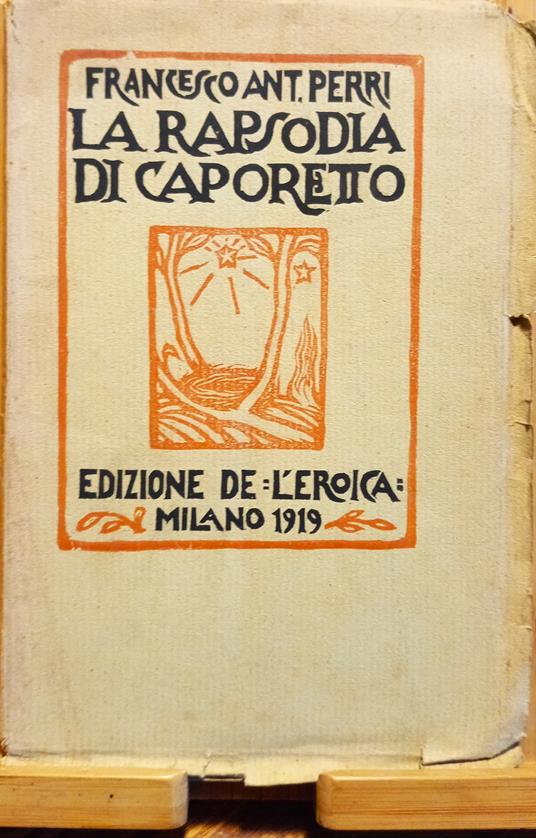 FRANCESCO ANT. PERRI
LA RAPSODIA
DI CAPORETTO
EDIZIONE DE :L'EROICA:
MILANO 1919